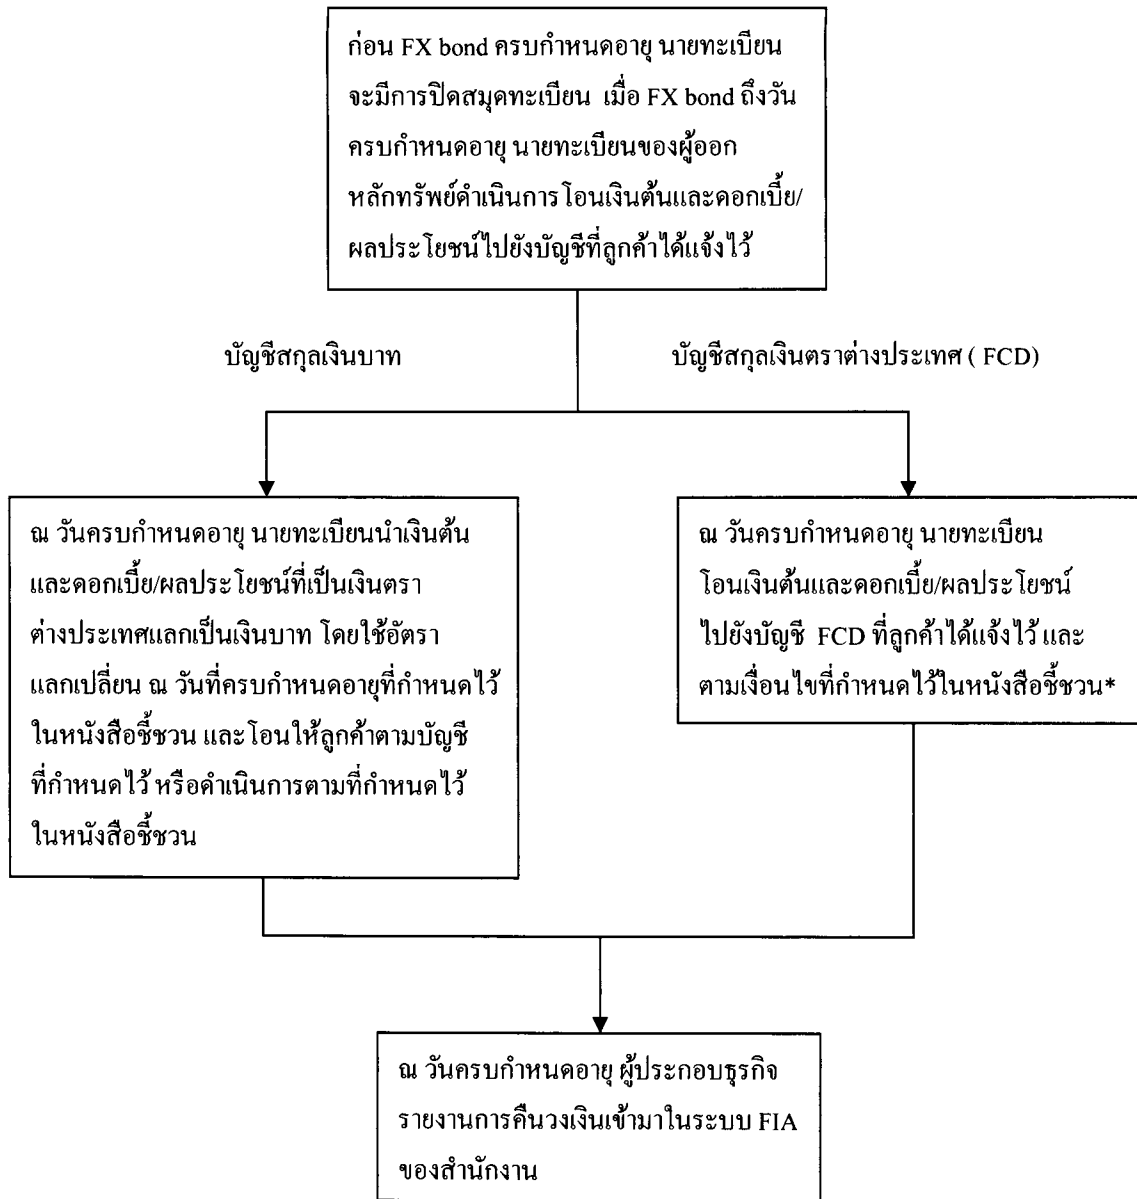 ก่อน FX bond ครบกำหนดอายุ นายทะเบียน
จะมีการปิดสมุดทะเบียน เมื่อ FX bond ถึงวัน
ครบกำหนดอายุ นายทะเบียนของผู้ออก
หลักทรัพย์ดำเนินการโอนเงินต้นและดอกเบี้ย/
ผลประโยชน์ไปยังบัญชีที่ลูกค้าได้แจ้งไว้
บัญชีสกุลเงินบาท
บัญชีสกุลเงินตราต่างประเทศ ( FCD)
ณ วันครบกำหนดอายุ นายทะเบียนนำเงินต้น
และดอกเบี้ย/ผลประโยชน์ที่เป็นเงินตรา
ต่างประเทศแลกเป็นเงินบาท โดยใช้อัตรา
แลกเปลี่ยน ณ วันที่ครบกำหนดอายุที่กำหนดไว้
ในหนังสือชี้ชวน และโอนให้ลูกค้าตามบัญชี
ที่กำหนดไว้ หรือดำเนินการตามที่กำหนดไว้
ในหนังสือชี้ชวน
ณ วันครบกำหนดอายุ นายทะเบียน
โอนเงินต้นและดอกเบี้ย/ผลประโยชน์
ไปยังบัญชี FCD ที่ลูกค้าได้แจ้งไว้ และ
ตามเงื่อนไขที่กำหนดไว้ในหนังสือชี้ชวน*
ณ วันครบกำหนดอายุ ผู้ประกอบธุรกิจ
รายงานการคืนวงเงินเข้ามาในระบบ FIA
ของสำนักงาน